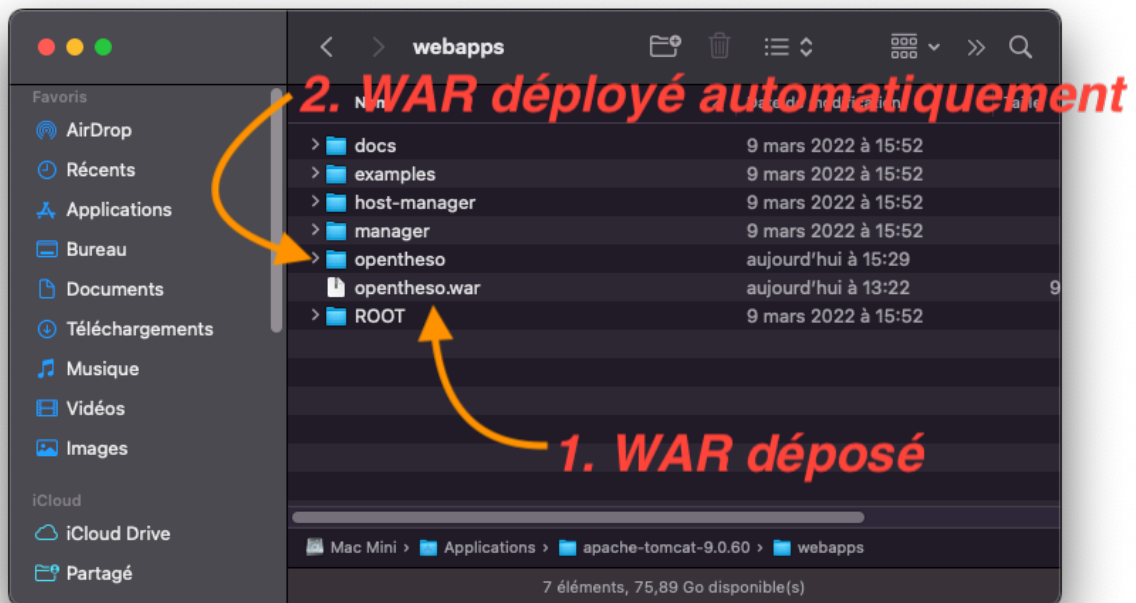 webapps
2. WAR déployé automatiquement
Favoris
AirDrop
Récents
Applications
Bureau
Documents
Téléchargements
Musique
Vidéos
Images
iCloud
iCloud Drive
Partagé
docs 9 mars 2022 à 15:52
examples 9 mars 2022 à 15:52
host-manager 9 mars 2022 à 15:52
manager 9 mars 2022 à 15:52
opentheso aujourd'hui à 15:29
opentheso.war aujourd'hui à 13:22 9
ROOT 9 mars 2022 à 15:52
1. WAR déposé
Mac Mini › Applications › apache-tomcat-9.0.60 › webapps
7 éléments, 75,89 Go disponible(s)